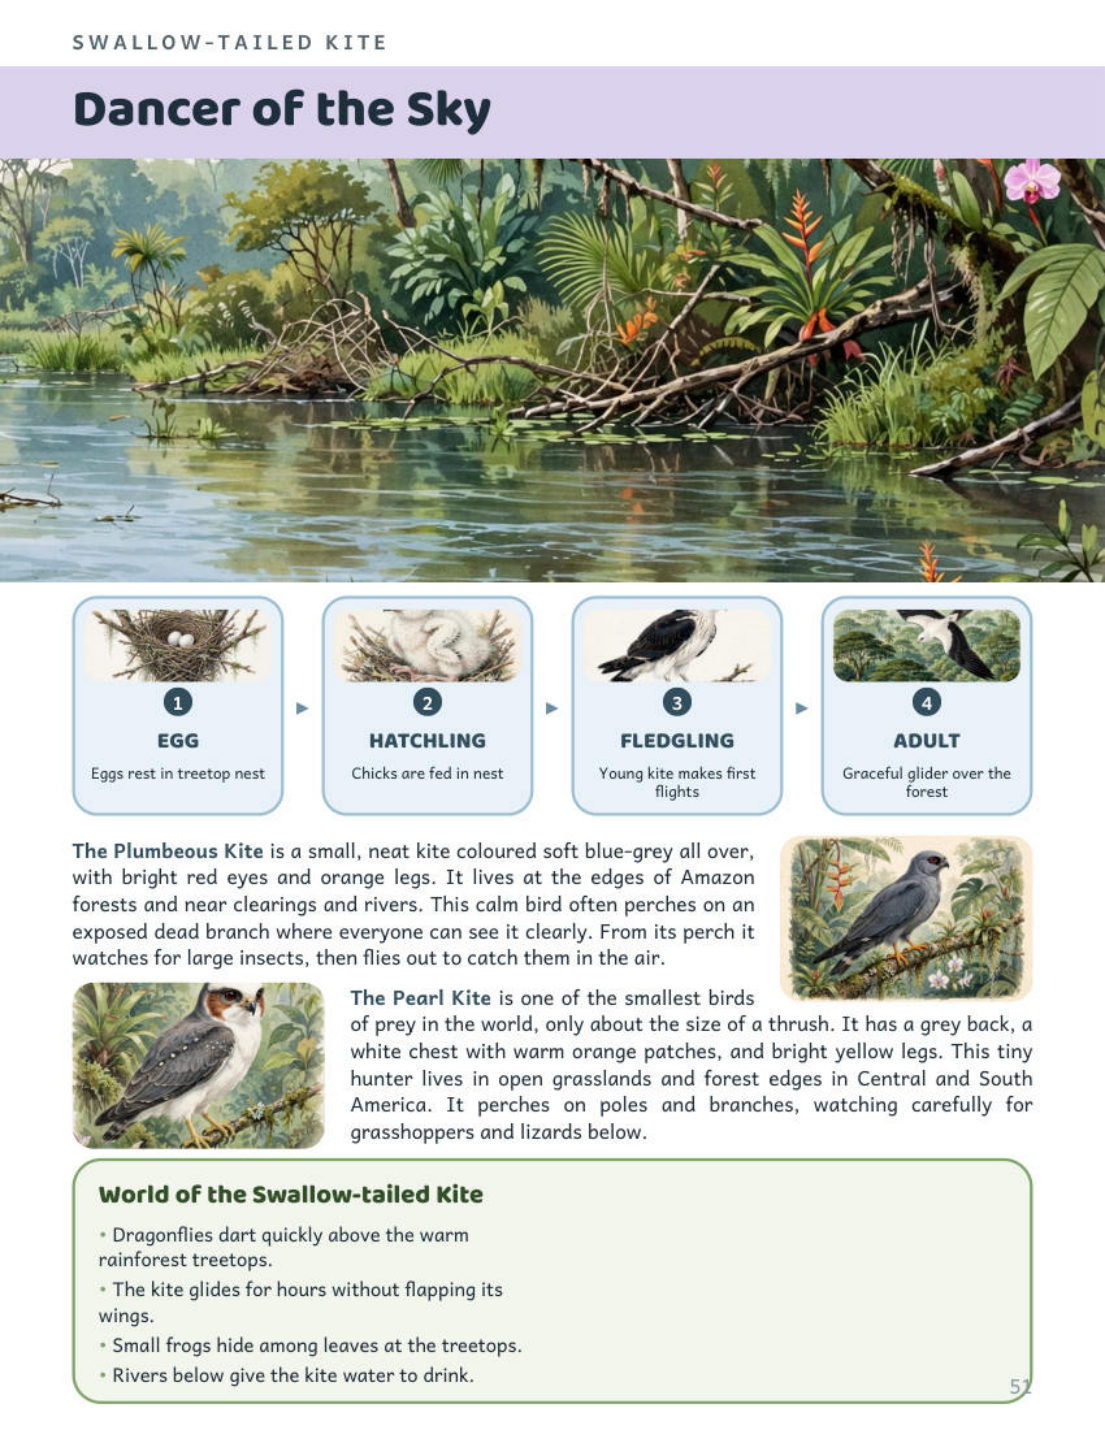 SWALLOW-TAILED KITE
Dancer of the Sky
1
EGG
Eggs rest in treetop nest
2
HATCHLING
Chicks are fed in nest
3
FLEDGLING
Young kite makes first
flights
4
ADULT
Graceful glider over the
forest
The Plumbeous Kite is a small, neat kite coloured soft blue-grey all over,
with bright red eyes and orange legs. It lives at the edges of Amazon
forests and near clearings and rivers. This calm bird often perches on an
exposed dead branch where everyone can see it clearly. From its perch it
watches for large insects, then flies out to catch them in the air.
The Pearl Kite is one of the smallest birds
of prey in the world, only about the size of a thrush. It has a grey back, a
white chest with warm orange patches, and bright yellow legs. This tiny
hunter lives in open grasslands and forest edges in Central and South
America. It perches on poles and branches, watching carefully for
grasshoppers and lizards below.
World of the Swallow-tailed Kite
• Dragonflies dart quickly above the warm
rainforest treetops.
• The kite glides for hours without flapping its
wings.
• Small frogs hide among leaves at the treetops.
• Rivers below give the kite water to drink.
51